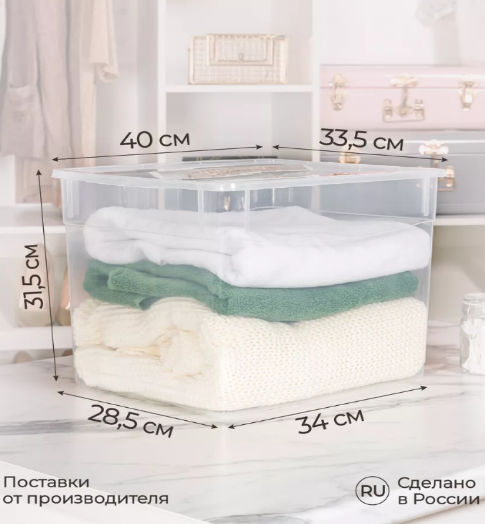 40 см
33,5 см
31,5 см
28,5 см
34 см
Поставки
от производителя
RU
Сделано
в России